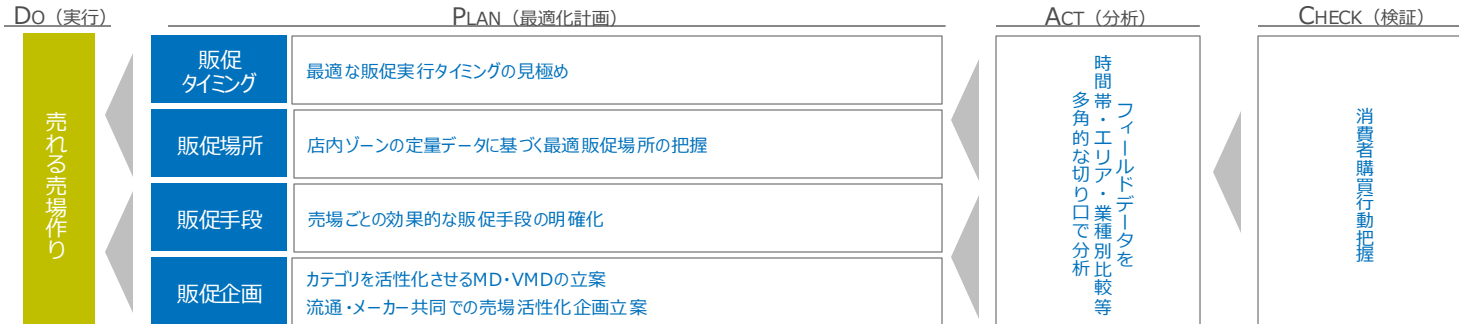 DO（実行）
PLAN（最適化計画）
ACT（分析）
CHECK（検証）
売れる売場作り
販促
タイミング
最適な販促実行タイミングの見極め
販促場所
店内ゾーンの定量データに基づく最適販促場所の把握
販促手段
売場ごとの効果的な販促手段の明確化
販促企画
カテゴリを活性化させるMD・VMDの立案
流通・メーカー共同での売場活性化企画立案
フィールドデータを
時間帯・エリア・業種別比較等
多角的な切り口で分析
消費者購買行動把握